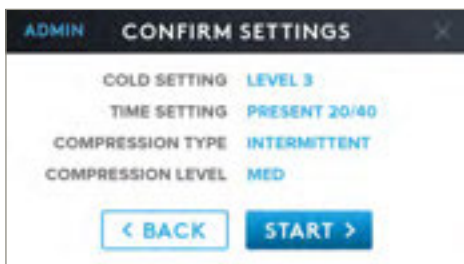 ADMIN CONFIRM SETTINGS ×
COLD SETTING LEVEL 3
TIME SETTING PRESENT 20/40
COMPRESSION TYPE INTERMITTENT
COMPRESSION LEVEL MED
< BACK START >